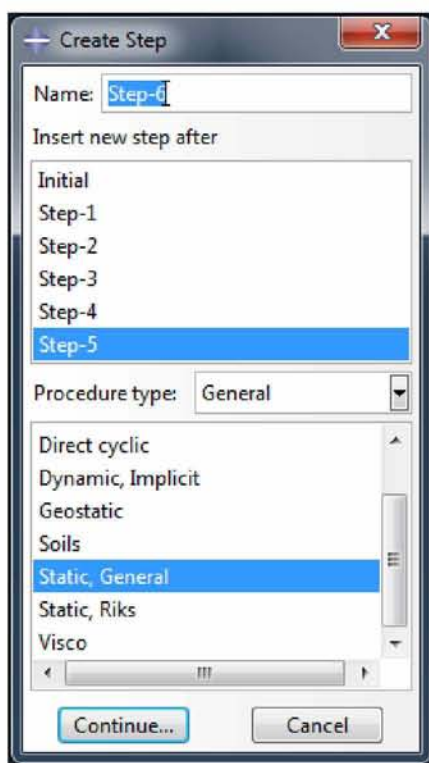 Create Step
Name: Step-6
Insert new step after
Initial
Step-1
Step-2
Step-3
Step-4
Step-5
Procedure type: General
Direct cyclic
Dynamic, Implicit
Geostatic
Soils
Static, General
Static, Riks
Visco
Continue... Cancel